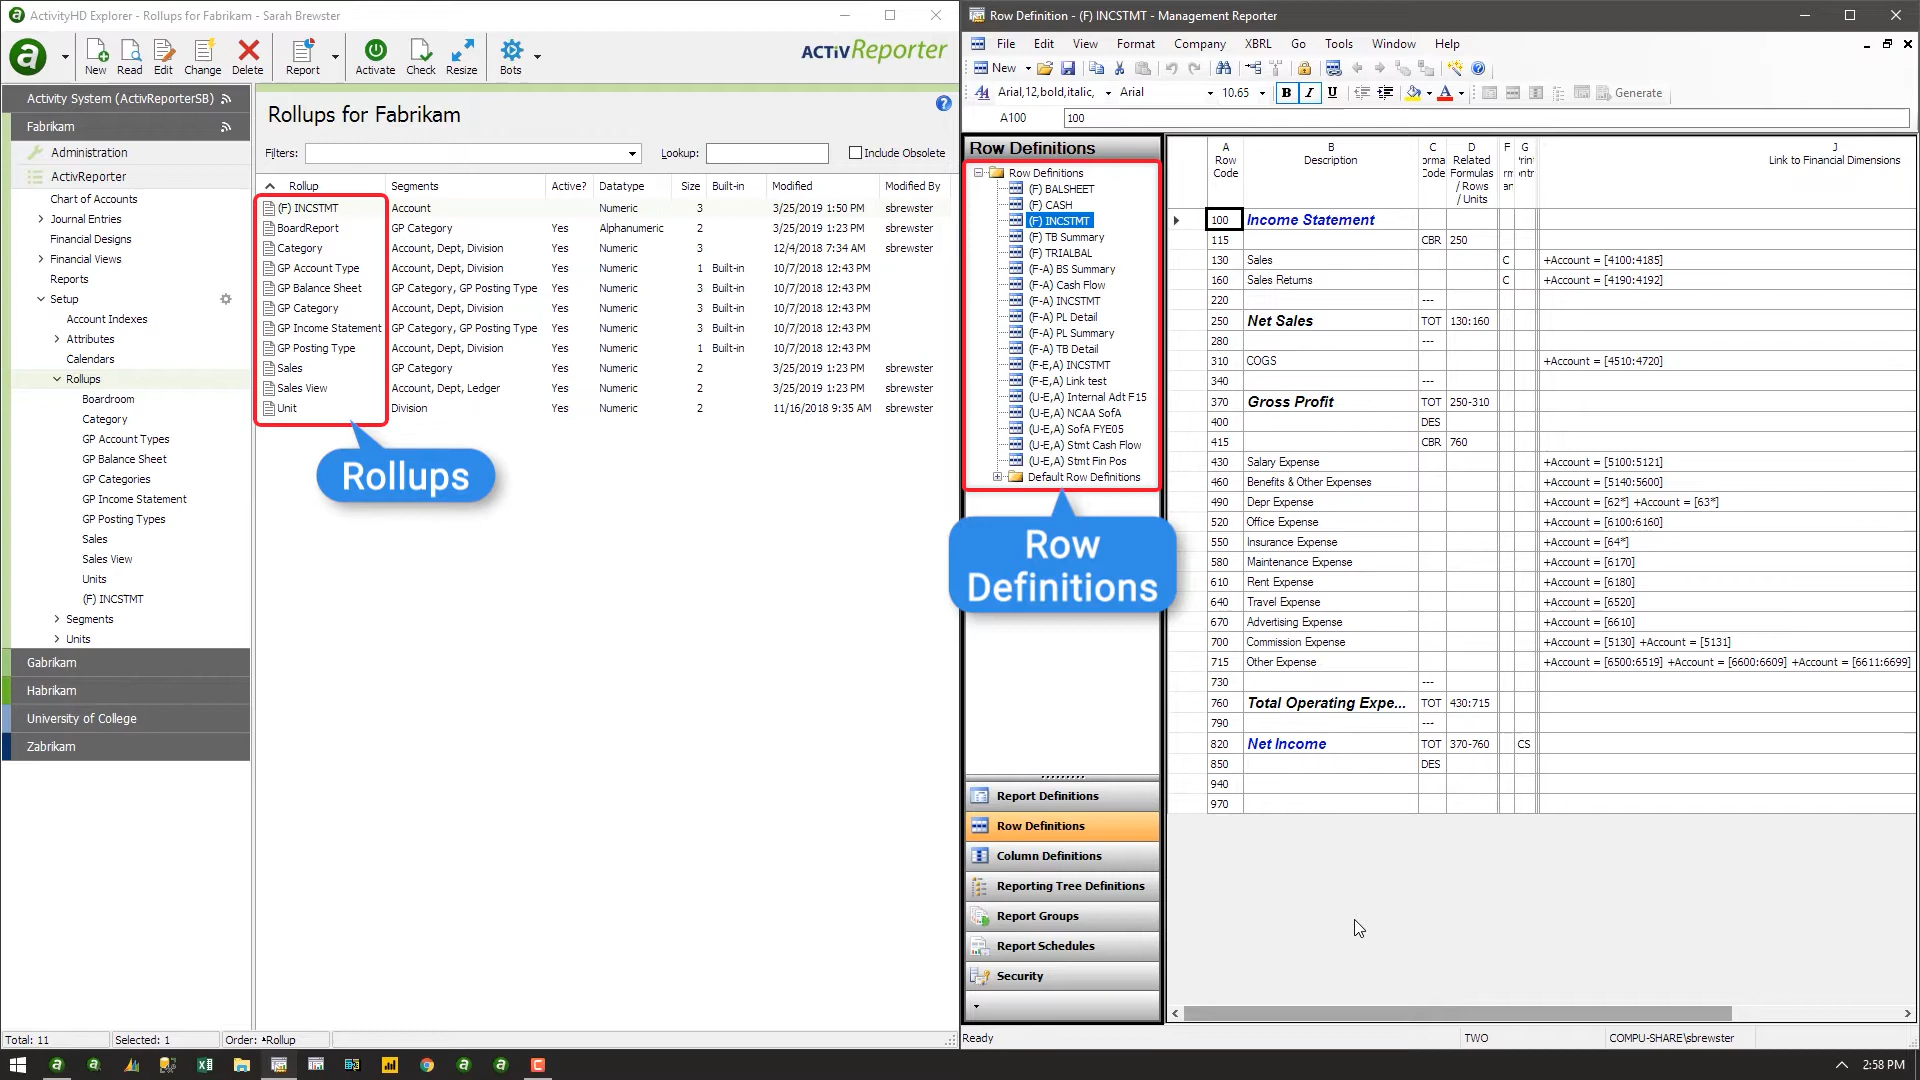 ActivityHD Explorer - Rollups for Fabrikam - Sarah Brewster
New Read Edit Change Delete Report Activate Check Resize Bots
ACTiVReporter
Activity System (ActivReporterSB)
Fabrikam
Administration
ActivReporter
Chart of Accounts
Journal Entries
Financial Designs
Financial Views
Reports
Setup
Account Indexes
Attributes
Calendars
Rollups
Boardroom
Category
GP Account Types
GP Balance Sheet
GP Categories
GP Income Statement
GP Posting Types
Sales
Sales View
Units
(F) INCSTMT
Segments
Units
Gabrikam
Habrikam
University of College
Zabrikam
Rollups for Fabrikam
Filters: Lookup: Include Obsolete
Rollup Segments Active? Datatype Size Built-in Modified Modified By
(F) INCSTMT Account Numeric 3 3/25/2019 1:50 PM sbrewster
BoardReport GP Category Yes Alphanumeric 2 3/25/2019 1:23 PM sbrewster
Category Account, Dept, Division Yes Numeric 3 12/4/2018 7:34 AM sbrewster
GP Account Type Account, Dept, Division Yes Numeric 1 Built-in 10/7/2018 12:43 PM
GP Balance Sheet GP Category, GP Posting Type Yes Numeric 3 Built-in 10/7/2018 12:43 PM
GP Category Account, Dept, Division Yes Numeric 3 Built-in 10/7/2018 12:43 PM
GP Income Statement GP Category, GP Posting Type Yes Numeric 3 Built-in 10/7/2018 12:43 PM
GP Posting Type Account, Dept, Division Yes Numeric 1 Built-in 10/7/2018 12:43 PM
Sales GP Category Yes Numeric 2 3/25/2019 1:23 PM sbrewster
Sales View Account, Dept, Ledger Yes Numeric 2 3/25/2019 1:23 PM sbrewster
Unit Division Yes Numeric 2 11/16/2018 9:35 AM sbrewster
Rollups
Total: 11 Selected: 1 Order: Rollup
Row Definition - (F) INCSTMT - Management Reporter
File Edit View Format Company XBRL Go Tools Window Help
New
Arial,12,bold,italic, Arial 10.65 B I U A Generate
A100 100
Row Definitions
Row Definitions
(F) BALSHEET
(F) CASH
(F) INCSTMT
(F) TB Summary
(F) TRIALBAL
(F-A) BS Summary
(F-A) Cash Flow
(F-A) INCSTMT
(F-A) PL Detail
(F-A) PL Summary
(F-A) TB Detail
(F-E,A) INCSTMT
(F-E,A) Link test
(U-E,A) Internal Adt F15
(U-E,A) NCAA SofA
(U-E,A) SofA FYE05
(U-E,A) Stmt Cash Flow
(U-E,A) Stmt Fin Pos
Default Row Definitions
Row
Definitions
Report Definitions
Row Definitions
Column Definitions
Reporting Tree Definitions
Report Groups
Report Schedules
Security
A B C D F G J
Row Code Description Related Formulas / Rows / Units Link to Financial Dimensions
100 Income Statement
115 CBR 250
130 Sales C +Account = [4100:4185]
160 Sales Returns C +Account = [4190:4192]
220 ---
250 Net Sales TOT 130:160
280 ---
310 COGS +Account = [4510:4720]
340 ---
370 Gross Profit TOT 250-310
400 DES
415 CBR 760
430 Salary Expense +Account = [5100:5121]
460 Benefits & Other Expenses +Account = [5140:5600]
490 Depr Expense +Account = [62*] +Account = [63*]
520 Office Expense +Account = [6100:6160]
550 Insurance Expense +Account = [64*]
580 Maintenance Expense +Account = [6170]
610 Rent Expense +Account = [6180]
640 Travel Expense +Account = [6520]
670 Advertising Expense +Account = [6610]
700 Commission Expense +Account = [5130] +Account = [5131]
715 Other Expense +Account = [6500:6519] +Account = [6600:6609] +Account = [6611:6699]
730 ---
760 Total Operating Expe... TOT 430:715
790 ---
820 Net Income TOT 370-760 CS
850 DES
940
970
Ready TWO COMPU-SHARE\sbrewster
2:58 PM